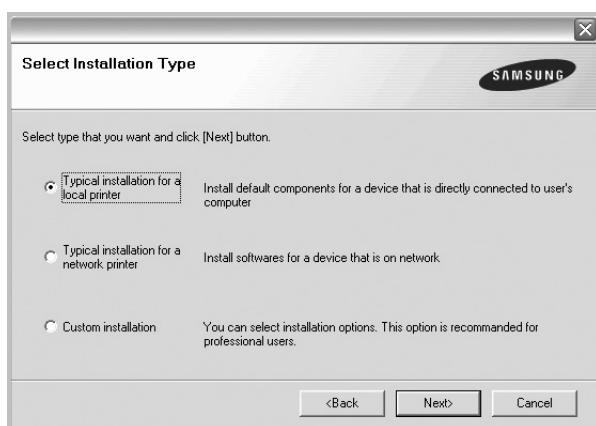 Select Installation Type
SAMSUNG
Select type that you want and click [Next] button.
Typical installation for a
local printer
Install default components for a device that is directly connected to user's
computer
Typical installation for a
network printer
Install softwares for a device that is on network
Custom installation
You can select installation options. This option is recommanded for
professional users.
<Back
Next>
Cancel